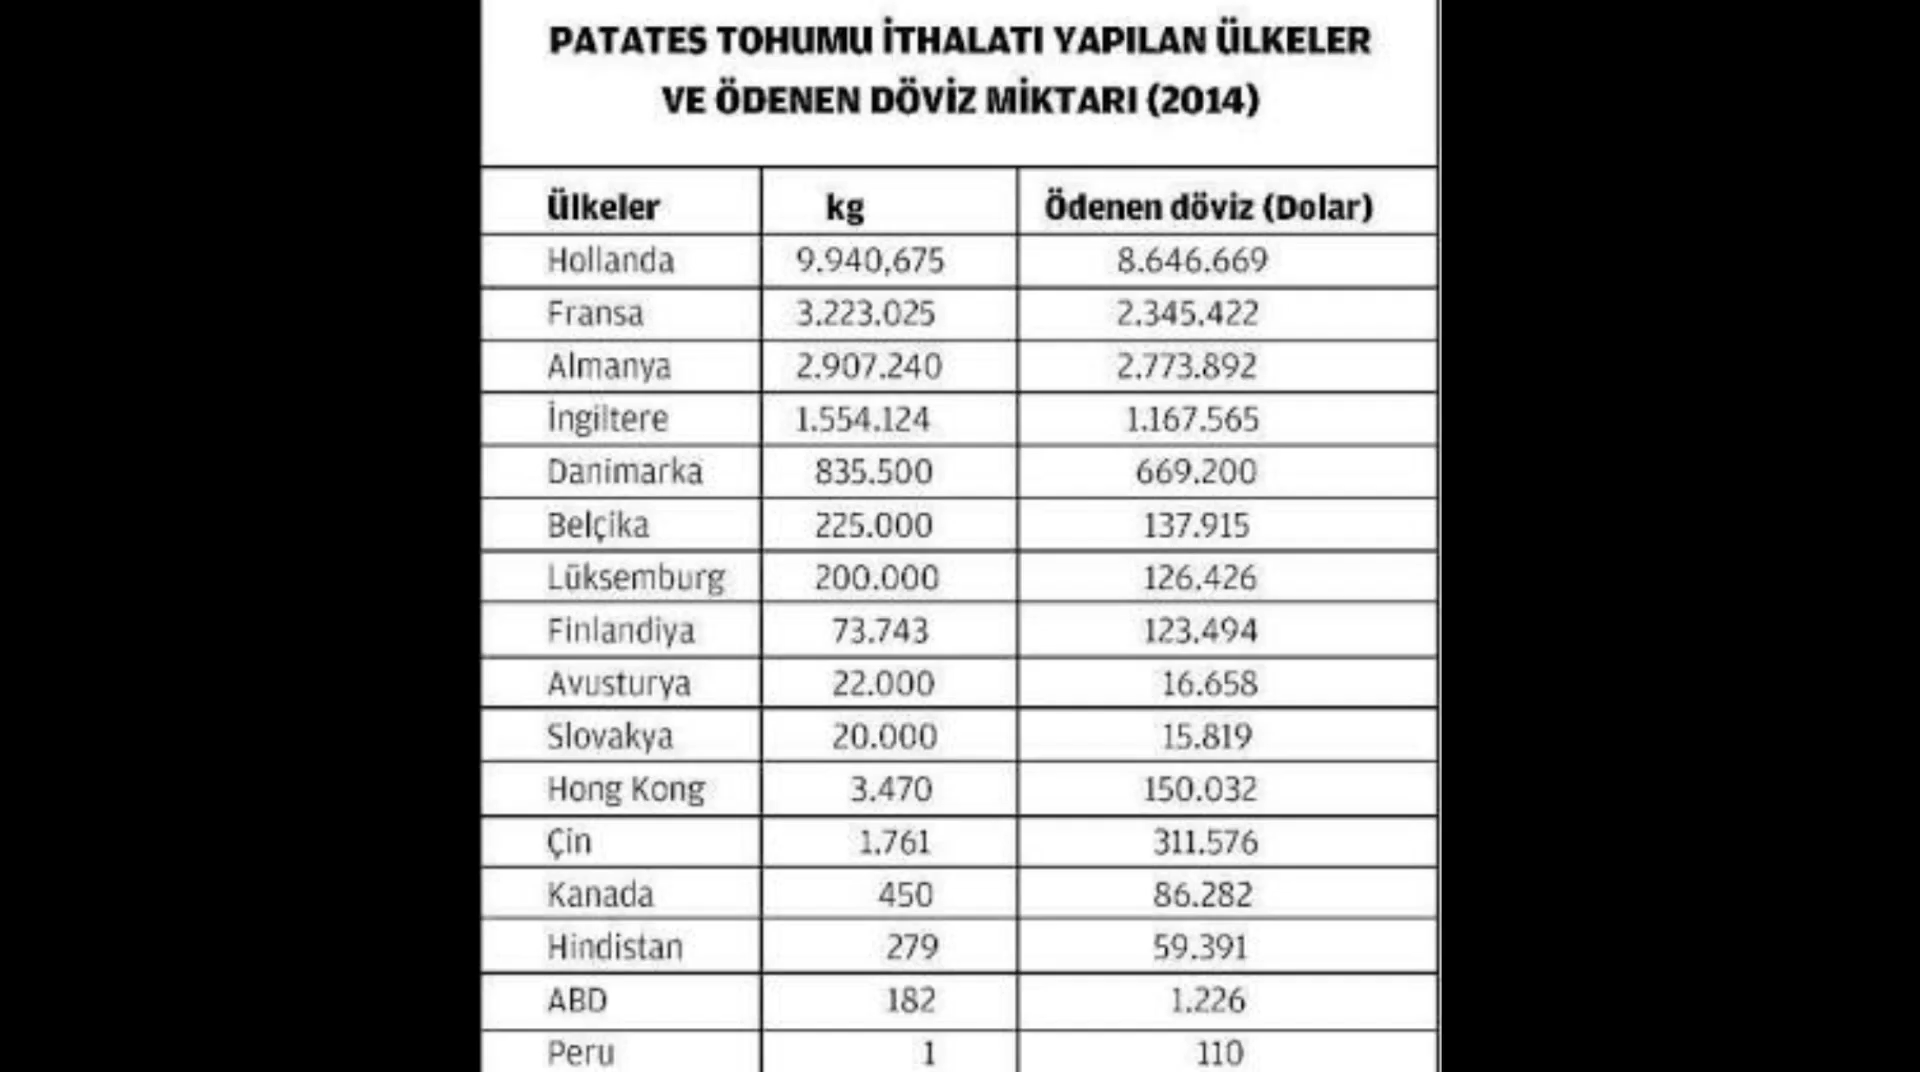 PATATES TOHUMU İTHALATI YAPILAN ÜLKELER
VE ÖDENEN DÖVİZ MİKTARI (2014)
Ülkeler kg Ödenen döviz (Dolar)
Hollanda 9.940,675 8.646.669
Fransa 3.223.025 2.345.422
Almanya 2.907.240 2.773.892
İngiltere 1.554.124 1.167.565
Danimarka 835.500 669.200
Belçika 225.000 137.915
Lüksemburg 200.000 126.426
Finlandiya 73.743 123.494
Avusturya 22.000 16.658
Slovakya 20.000 15.819
Hong Kong 3.470 150.032
Çin 1.761 311.576
Kanada 450 86.282
Hindistan 279 59.391
ABD 182 1.226
Peru 1 110